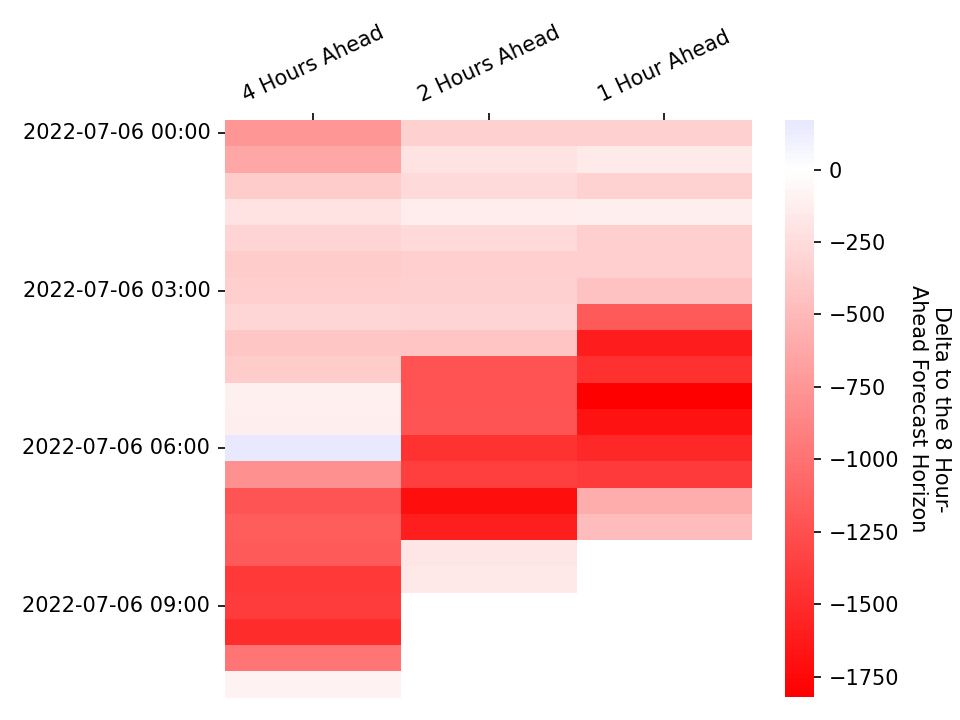 4 Hours Ahead
2 Hours Ahead
1 Hour Ahead
2022-07-06 00:00
2022-07-06 03:00
2022-07-06 06:00
2022-07-06 09:00
0
−250
−500
−750
−1000
−1250
−1500
−1750
Delta to the 8 Hour-
Ahead Forecast Horizon